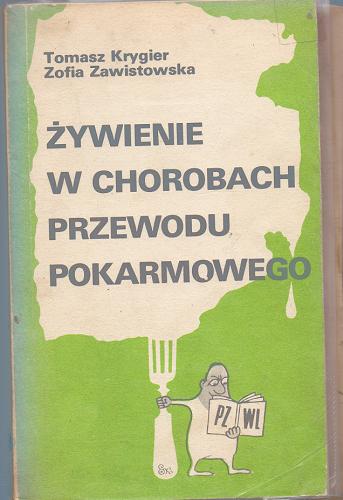 Tomasz Krygier
Zofia Zawistowska
ŻYWIENIE
W CHOROBACH
PRZEWODU
POKARMOWEGO
PZ WL